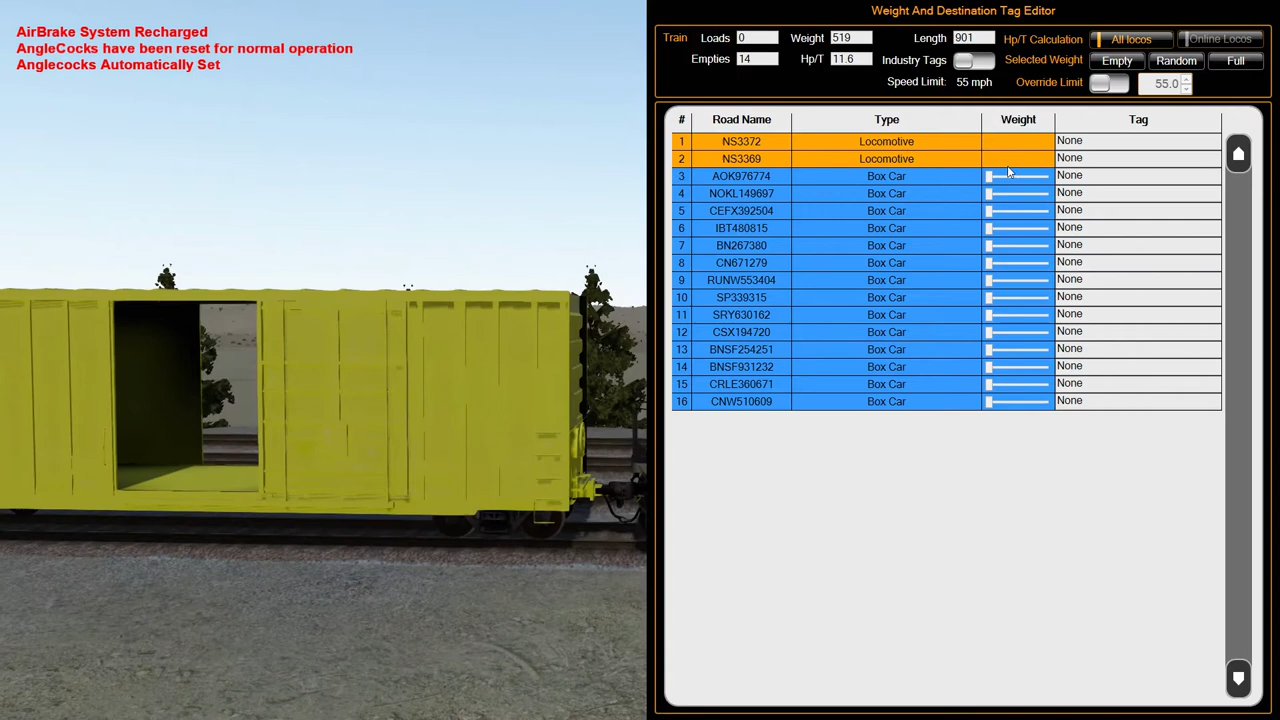 AirBrake System Recharged
AngleCocks have been reset for normal operation
Anglecocks Automatically Set
Weight And Destination Tag Editor
Train Loads 0 Weight 519 Length 901 Hp/T Calculation All locos Online Locos
Empties 14 Hp/T 11.6 Industry Tags Selected Weight Empty Random Full
Speed Limit: 55 mph Override Limit 55.0
# Road Name Type Weight Tag
1 NS3372 Locomotive None
2 NS3369 Locomotive None
3 AOK976774 Box Car None
4 NOKL149697 Box Car None
5 CEFX392504 Box Car None
6 IBT480815 Box Car None
7 BN267380 Box Car None
8 CN671279 Box Car None
9 RUNW553404 Box Car None
10 SP339315 Box Car None
11 SRY630162 Box Car None
12 CSX194720 Box Car None
13 BNSF254251 Box Car None
14 BNSF931232 Box Car None
15 CRLE360671 Box Car None
16 CNW510609 Box Car None